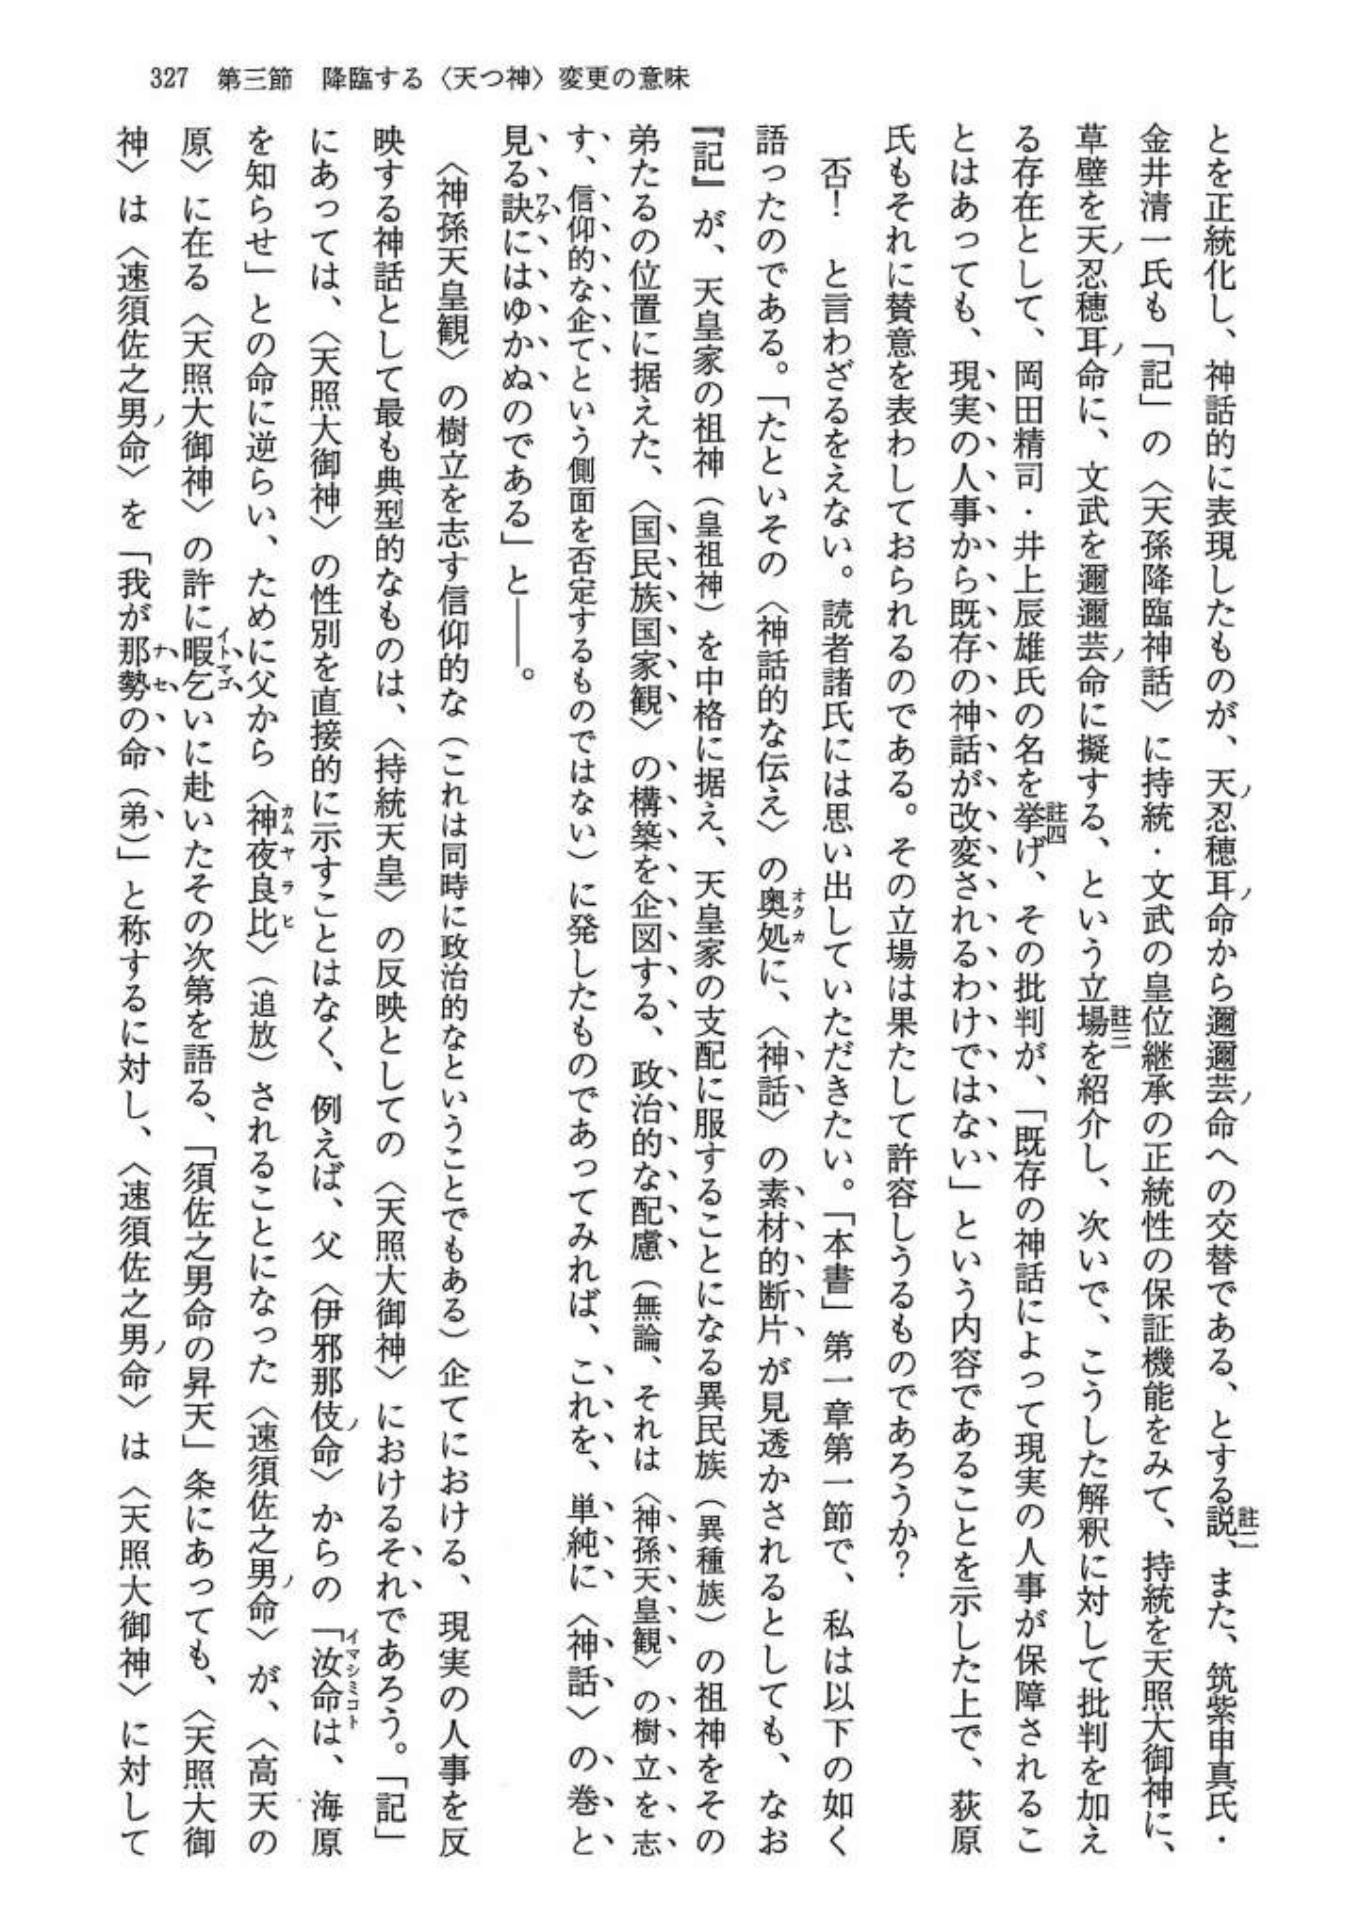 327　第三節　降臨する〈天つ神〉変更の意味
とを正統化し、神話的に表現したものが、天ノ忍穂耳ノ命から邇邇芸ノ命への交替である、とする説註二、また、筑紫申真氏・
金井清一氏も「記」の〈天孫降臨神話〉に持統・文武の皇位継承の正統性の保証機能をみて、持統を天照大御神に、
草壁を天ノ忍穂耳ノ命に、文武を邇邇芸ノ命に擬する、という立場註三を紹介し、次いで、こうした解釈に対して批判を加え
る存在として、岡田精司・井上辰雄氏の名を挙げ註四、その批判が、「既存の神話によって現実の人事が保障されるこ
とはあっても、現実の人事から既存の神話が改変されるわけではない」という内容であることを示した上で、荻原
氏もそれに賛意を表わしておられるのである。その立場は果たして許容しうるものであろうか？
否！　と言わざるをえない。読者諸氏には思い出していただきたい。「本書」第一章第一節で、私は以下の如く
語ったのである。「たといその〈神話的な伝え〉の奥処オクカに、〈神話〉の素材的断片が見透かされるとしても、なお
『記』が、天皇家の祖神（皇祖神）を中格に据え、天皇家の支配に服することになる異民族（異種族）の祖神をその
弟たるの位置に据えた、〈国民族国家観〉の構築を企図する、政治的な配慮（無論、それは〈神孫天皇観〉の樹立を志
す、信仰的な企てという側面を否定するものではない）に発したものであってみれば、これを、単純に〈神話〉の巻と
見る訣ワケにはゆかぬのである」と――。
〈神孫天皇観〉の樹立を志す信仰的な（これは同時に政治的なということでもある）企てにおける、現実の人事を反
映する神話として最も典型的なものは、〈持統天皇〉の反映としての〈天照大御神〉におけるそれであろう。「記」
にあっては、〈天照大御神〉の性別を直接的に示すことはなく、例えば、父〈伊邪那伎ノ命〉からの「汝命イマシミコトは、海原
を知らせ」との命に逆らい、ために父から〈神夜良比カムヤラヒ〉（追放）されることになった〈速須佐之男ノ命〉が、〈高天の
原〉に在る〈天照大御神〉の許に暇乞イトマゴいに赴いたその次第を語る、「須佐之男命の昇天」条にあっても、〈天照大御
神〉は〈速須佐之男ノ命〉を「我が那勢ナセの命（弟）」と称するに対し、〈速須佐之男ノ命〉は〈天照大御神〉に対して